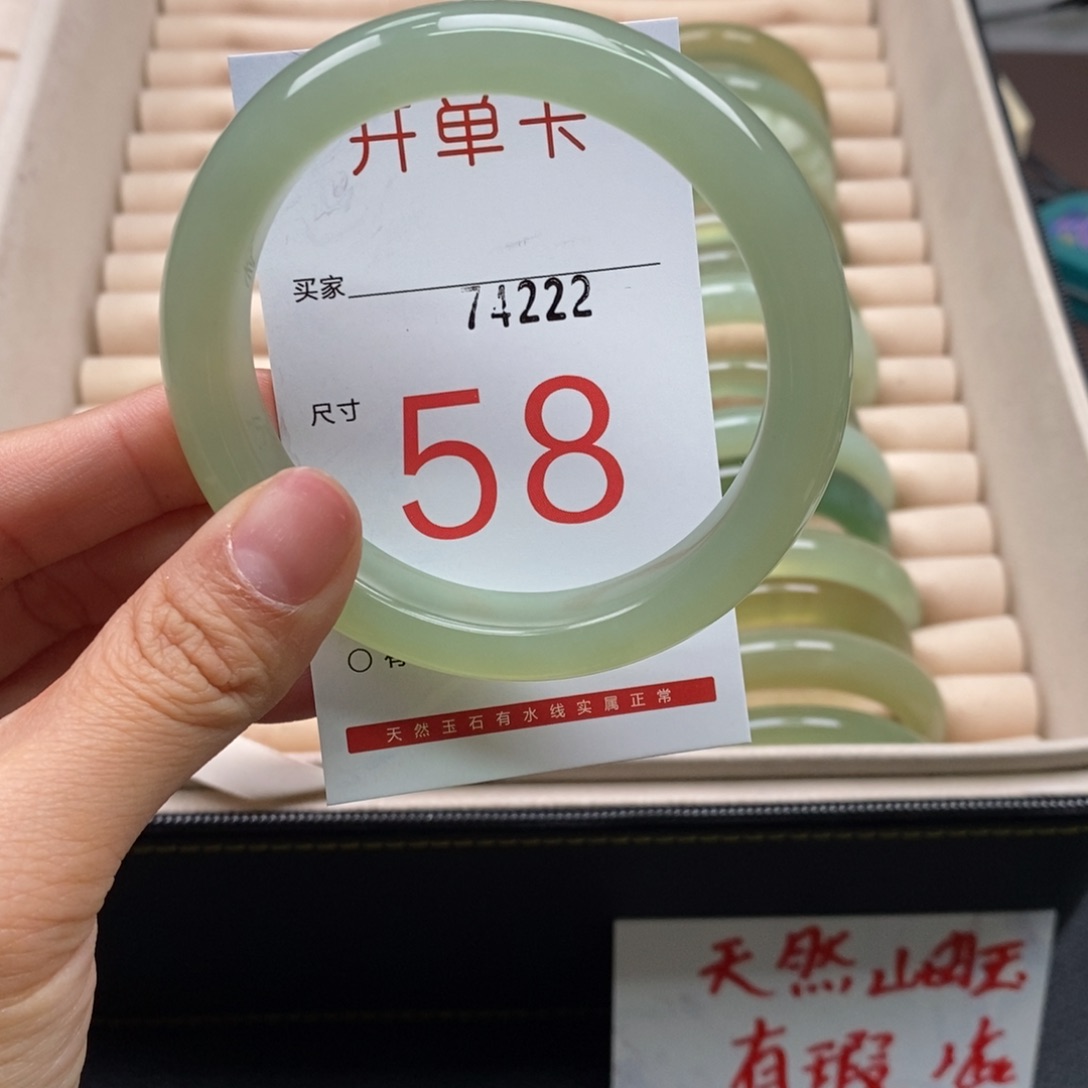 开单卡
买家
74222
尺寸
58
天然玉石有水线实属正常
天然
有瑕